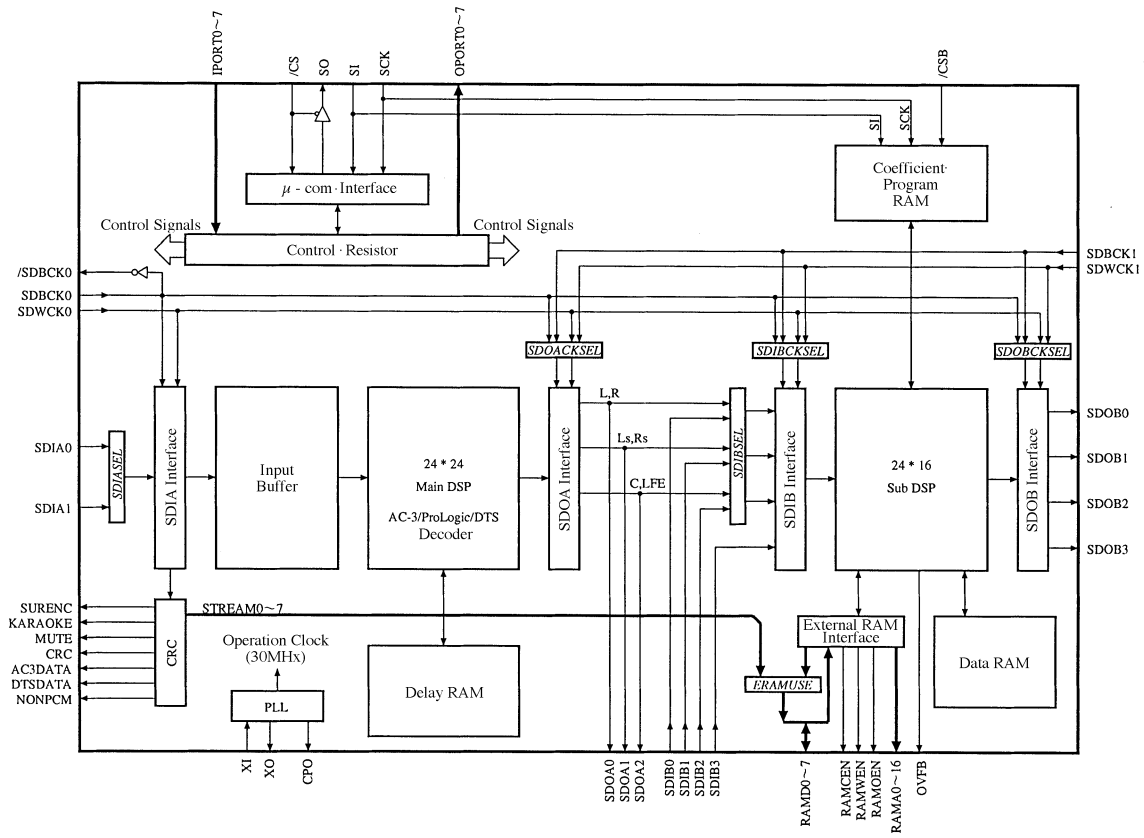 IPORT0~7
/CS
SO
SI
SCK
OPORT0~7
/CSB
SI
SCK
Coefficient·
Program
RAM
μ - com · Interface
Control Signals
Control Signals
Control · Resistor
/SDBCK0
SDBCK0
SDWCK0
SDBCK1
SDWCK1
SDOACKSEL
SDIBCKSEL
SDOBCKSEL
SDIA0
SDIA1
SDIASEL
SDIA Interface
Input
Buffer
24 * 24
Main DSP
AC-3/ProLogic/DTS
Decoder
SDOA Interface
L,R
Ls,Rs
C,LFE
SDIBSEL
SDIB Interface
24 * 16
Sub DSP
SDOB Interface
SDOB0
SDOB1
SDOB2
SDOB3
SURENC
KARAOKE
MUTE
CRC
AC3DATA
DTSDATA
NONPCM
CRC
STREAM0~7
Operation Clock
(30MHx)
PLL
Delay RAM
External RAM
Interface
ERAMUSE
Data RAM
XI
XO
CPO
SDOA0
SDOA1
SDOA2
SDIB0
SDIB1
SDIB2
SDIB3
RAMD0~7
RAMCEN
RAMWEN
RAMOEN
RAMA0~16
OVFB